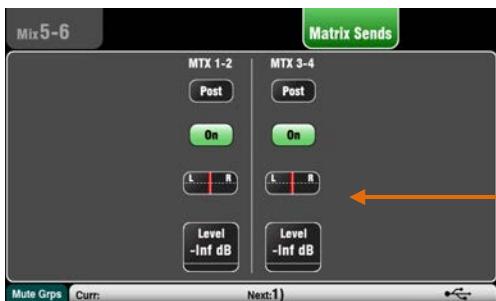 Mix5-6
Matrix Sends
MTX 1-2 MTX 3-4
Post Post
On On
L R L R
Level Level
-Inf dB -Inf dB
Mute Grps Curr: Next:1)